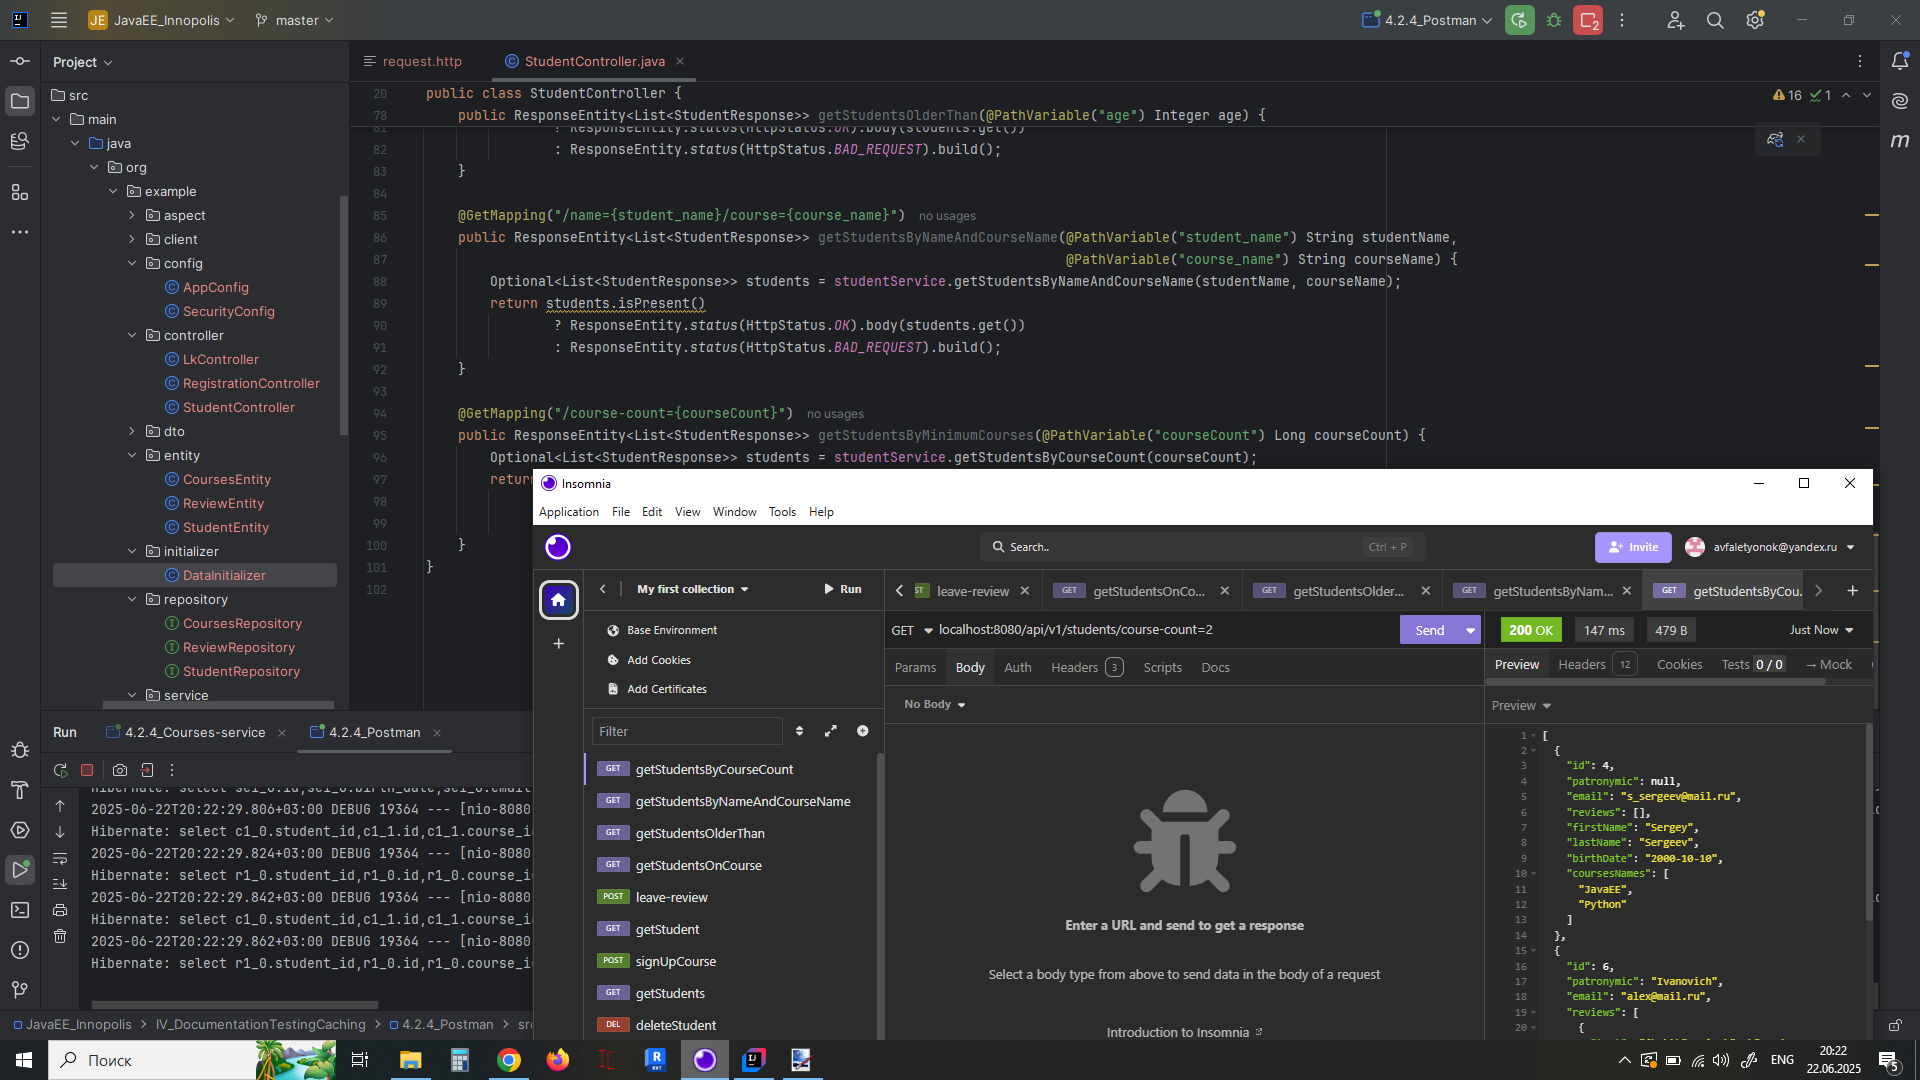 JE JavaEE_Innopolis master 4.2.4_Postman
Project
src
main
java
org
example
aspect
client
config
AppConfig
SecurityConfig
controller
LkController
RegistrationController
StudentController
dto
entity
CoursesEntity
ReviewEntity
StudentEntity
initializer
DataInitializer
repository
CoursesRepository
ReviewRepository
StudentRepository
service
request.http StudentController.java
16 1
20 public class StudentController {
78 public ResponseEntity<List<StudentResponse>> getStudentsOlderThan(@PathVariable("age") Integer age) {
81 ? ResponseEntity.status(HttpStatus.OK).body(students.get())
82 : ResponseEntity.status(HttpStatus.BAD_REQUEST).build();
83 }
84
85 @GetMapping("/name={student_name}/course={course_name}") no usages
86 public ResponseEntity<List<StudentResponse>> getStudentsByNameAndCourseName(@PathVariable("student_name") String studentName,
87 @PathVariable("course_name") String courseName) {
88 Optional<List<StudentResponse>> students = studentService.getStudentsByNameAndCourseName(studentName, courseName);
89 return students.isPresent()
90 ? ResponseEntity.status(HttpStatus.OK).body(students.get())
91 : ResponseEntity.status(HttpStatus.BAD_REQUEST).build();
92 }
93
94 @GetMapping("/course-count={courseCount}") no usages
95 public ResponseEntity<List<StudentResponse>> getStudentsByMinimumCourses(@PathVariable("courseCount") Long courseCount) {
96 Optional<List<StudentResponse>> students = studentService.getStudentsByCourseCount(courseCount);
97 return
98
99
100 }
101 }
102
Run 4.2.4_Courses-service 4.2.4_Postman
2025-06-22T20:22:29.806+03:00 DEBUG 19364 --- [nio-8080
Hibernate: select c1_0.student_id,c1_1.id,c1_1.course_i
2025-06-22T20:22:29.824+03:00 DEBUG 19364 --- [nio-8080
Hibernate: select r1_0.student_id,r1_0.id,r1_0.course_i
2025-06-22T20:22:29.842+03:00 DEBUG 19364 --- [nio-8080
Hibernate: select c1_0.student_id,c1_1.id,c1_1.course_i
2025-06-22T20:22:29.862+03:00 DEBUG 19364 --- [nio-8080
Hibernate: select r1_0.student_id,r1_0.id,r1_0.course_i
JavaEE_Innopolis > IV_DocumentationTestingCaching > 4.2.4_Postman > src
Insomnia
Application File Edit View Window Tools Help
Search.. Ctrl + P
Invite avfaletyonok@yandex.ru
My first collection Run
Base Environment
Add Cookies
Add Certificates
Filter
GET getStudentsByCourseCount
GET getStudentsByNameAndCourseName
GET getStudentsOlderThan
GET getStudentsOnCourse
POST leave-review
GET getStudent
POST signUpCourse
GET getStudents
DEL deleteStudent
ST leave-review GET getStudentsOnCo... GET getStudentsOlder... GET getStudentsByNam... GET getStudentsByCou...
GET localhost:8080/api/v1/students/course-count=2 Send
Params Body Auth Headers 3 Scripts Docs
No Body
Enter a URL and send to get a response
Select a body type from above to send data in the body of a request
Introduction to Insomnia
200 OK 147 ms 479 B Just Now
Preview Headers 12 Cookies Tests 0 / 0 → Mock
Preview
1 [
2 {
3 "id": 4,
4 "patronymic": null,
5 "email": "s_sergeev@mail.ru",
6 "reviews": [],
7 "firstName": "Sergey",
8 "lastName": "Sergeev",
9 "birthDate": "2000-10-10",
10 "coursesNames": [
11 "JavaEE",
12 "Python"
13 ]
14 },
15 {
16 "id": 6,
17 "patronymic": "Ivanovich",
18 "email": "alex@mail.ru",
19 "reviews": [
20 {
Поиск
ENG
20:22
22.06.2025
5